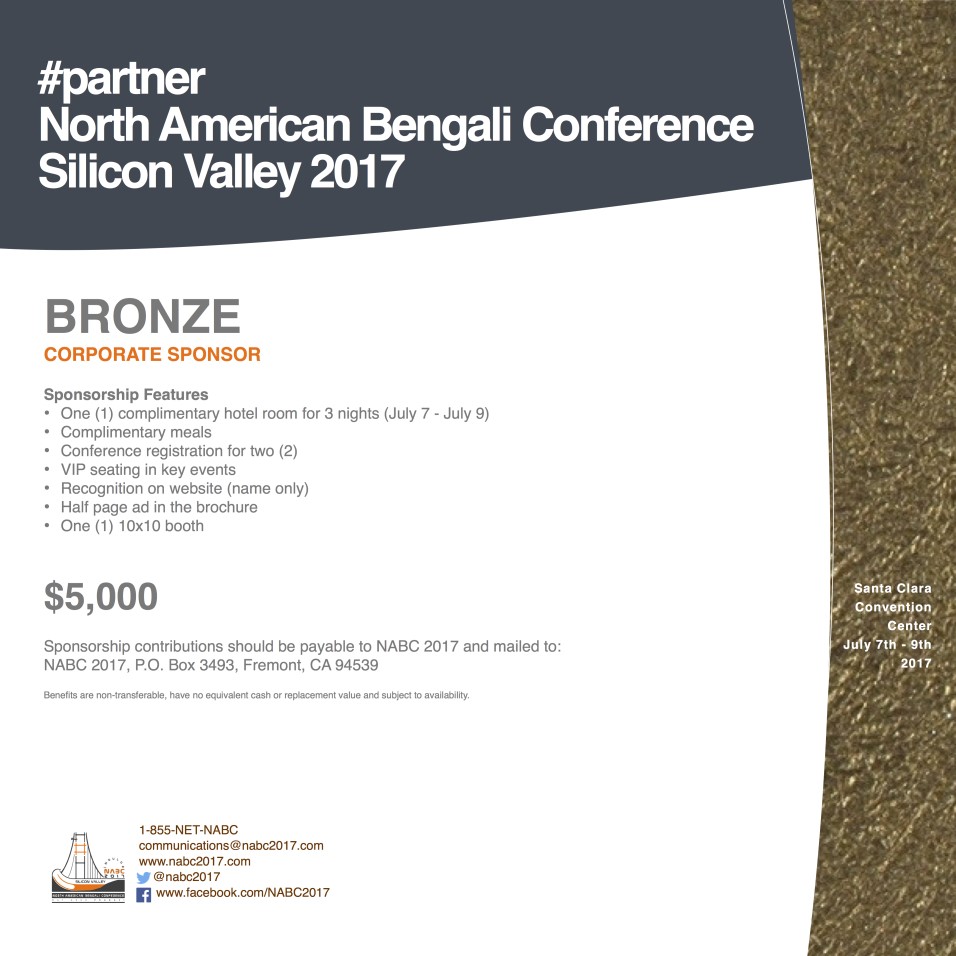 #partner
North American Bengali Conference
Silicon Valley 2017
BRONZE
CORPORATE SPONSOR
Sponsorship Features
• One (1) complimentary hotel room for 3 nights (July 7 - July 9)
• Complimentary meals
• Conference registration for two (2)
• VIP seating in key events
• Recognition on website (name only)
• Half page ad in the brochure
• One (1) 10x10 booth
$5,000
Sponsorship contributions should be payable to NABC 2017 and mailed to:
NABC 2017, P.O. Box 3493, Fremont, CA 94539
Benefits are non-transferable, have no equivalent cash or replacement value and subject to availability.
Santa Clara
Convention
Center
July 7th - 9th
2017
1-855-NET-NABC
communications@nabc2017.com
www.nabc2017.com
@nabc2017
www.facebook.com/NABC2017
NABC
2017
SILICON VALLEY
NORTH AMERICAN BENGALI CONFERENCE